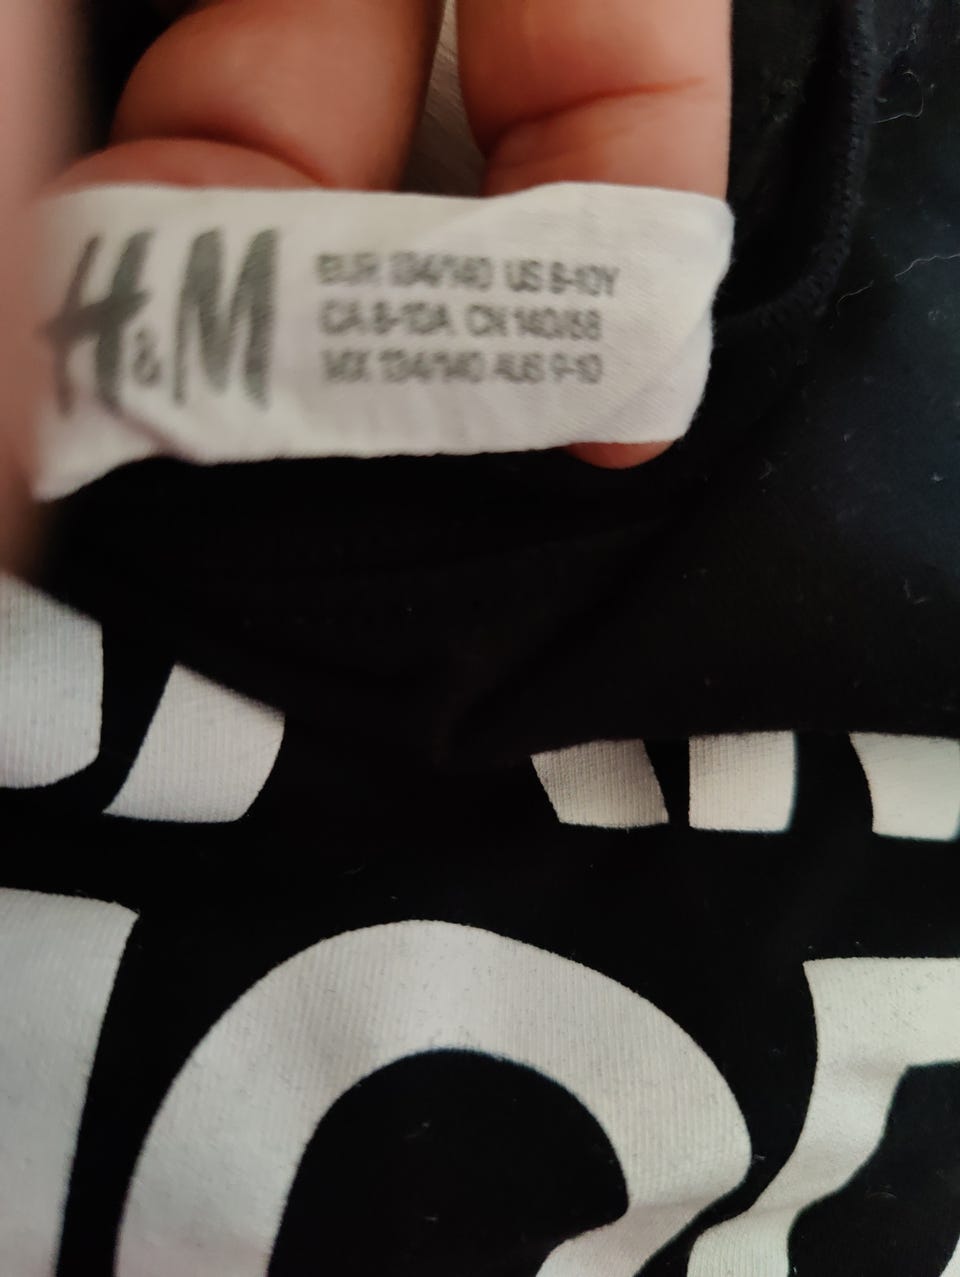 H&M
EUR 134/140 US 8-10Y
CA 8-10A CN 140/68
MX 134/140 AUS 9-10